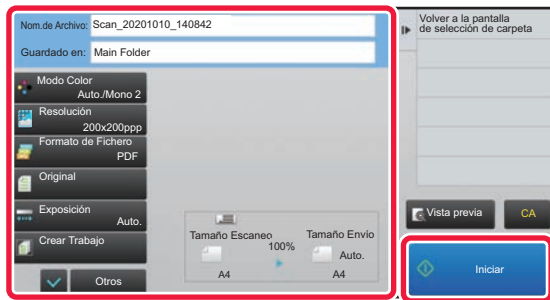 Nom.de Archivo: Scan_20201010_140842
Guardado en: Main Folder
Modo Color
Auto./Mono 2
Resolución
200x200ppp
Formato de Fichero
PDF
Original
Exposición
Auto.
Crear Trabajo
Otros
Tamaño Escaneo
100%
Tamaño Envio
Auto.
A4
A4
Volver a la pantalla
de selección de carpeta
Vista previa
CA
Iniciar